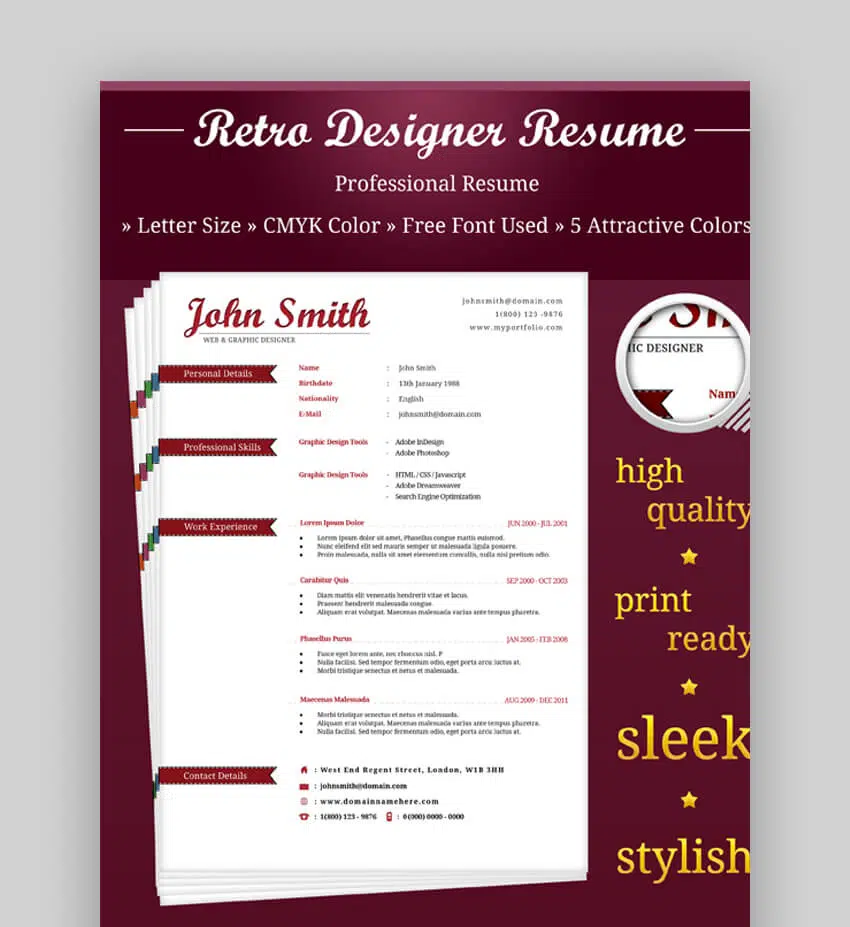 Retro Designer Resume
Professional Resume
» Letter Size » CMYK Color » Free Font Used » 5 Attractive Colors
John Smith
WEB & GRAPHIC DESIGNER
johnsmith@domain.com
1(800) 123 -9876
www.myportfolio.com
Personal Details
Name : John Smith
Birthdate : 13th January 1988
Nationality : English
E-Mail : johnsmith@domain.com
Professional Skills
Graphic Design Tools - Adobe InDesign
- Adobe Photoshop
Graphic Design Tools - HTML / CSS / Javascript
- Adobe Dreamweaver
- Search Engine Optimization
Work Experience
Lorem Ipsum Dolor JUN 2000 - JUL 2001
• Lorem ipsum dolor sit amet, Phasellus congue mattis euismod.
• Nunc eleifend elit sed mauris semper ut malesuada ligula posuere.
• Proin malesuada, nulla sit amet elementum convallis, nulla nisl pretium odio.
Curabitur Quis SEP 2000 - OCT 2003
• Diam mattis elit venenatis hendrerit vitae et lacus.
• Praesent hendrerit malesuada congue.
• Aliquam erat volutpat. Maecenas malesuada varius ante tempus pharetra.
Phasellus Purus JAN 2005 - FEB 2008
• Fusce eget lorem ante, nec rhoncus nisl. P
• Nulla facilisi. Sed tempor fermentum odio, eget porta arcu luctus at.
• Morbi tristique senectus et netus et malesuada.
Maecenas Malesuada AUG 2009 - DEC 2011
• Morbi tristique senectus et netus et malesuada.
• Aliquam erat volutpat. Maecenas malesuada varius ante tempus pharetra.
• Nulla facilisi. Sed tempor fermentum odio, eget porta arcu luctus at.
Contact Details
: West End Regent Street, London, W1B 3HH
: johnsmith@domain.com
: www.domainnamehere.com
: 1(800) 123 - 9876 : 0 (000) 0000 - 0000
IC DESIGNER
Nam
high
quality
print
ready
sleek
stylish